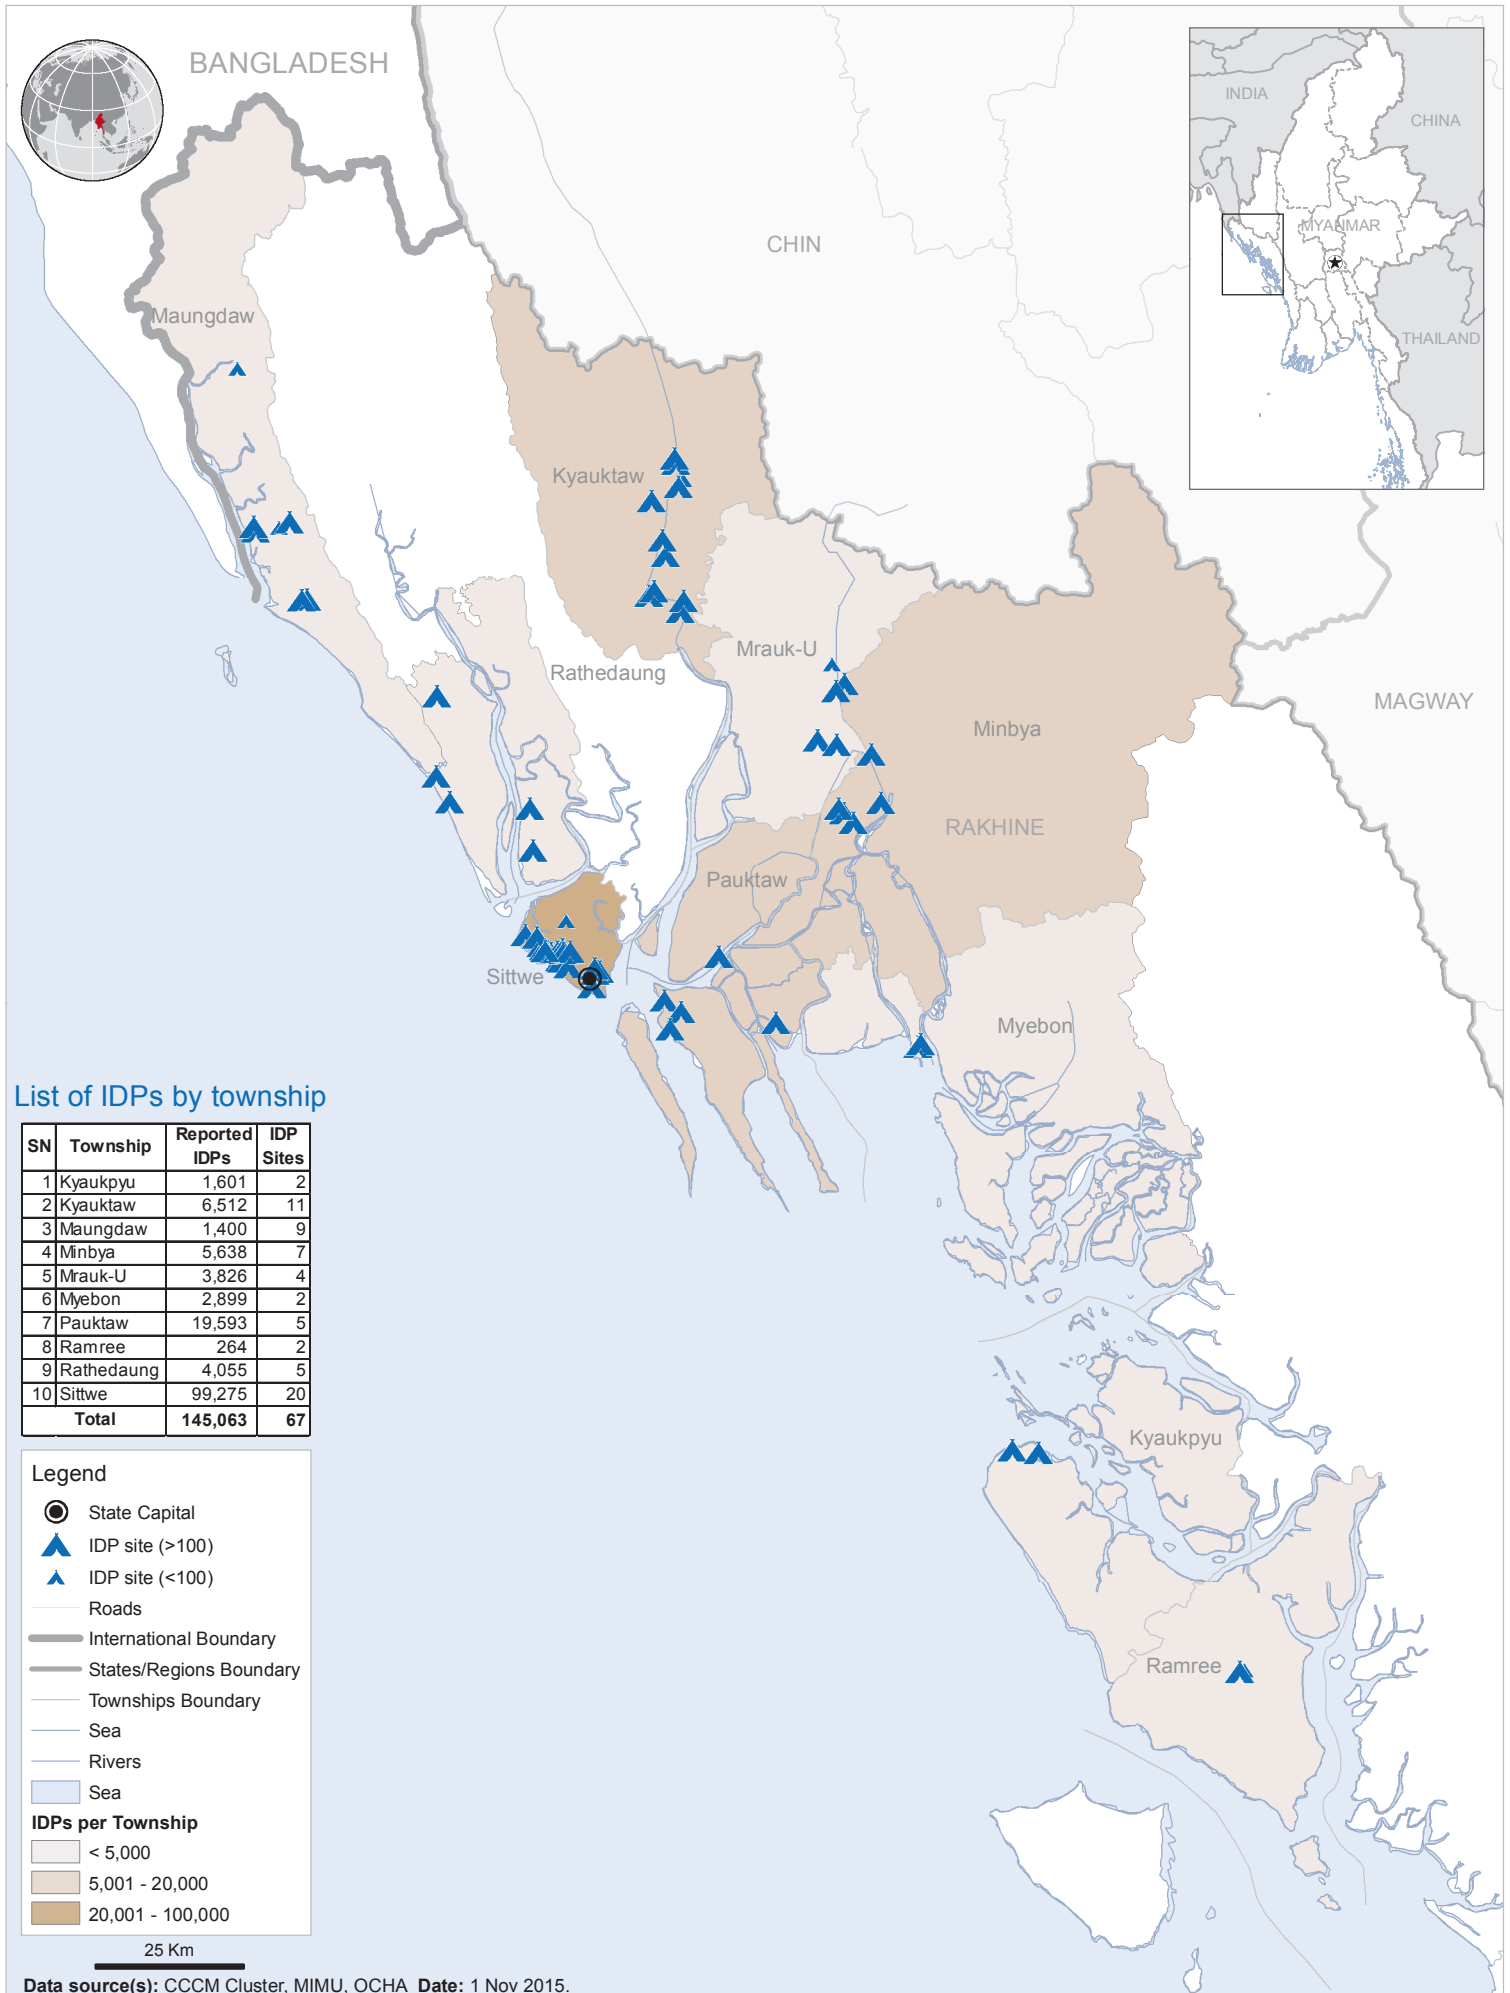 BANGLADESH
INDIA
CHINA
MYANMAR
THAILAND
CHIN
Maungdaw
Kyauktaw
Mrauk-U
Rathedaung
Minbya
MAGWAY
RAKHINE
Pauktaw
Sittwe
Myebon
Kyaukpyu
Ramree
List of IDPs by township
SN Township Reported IDPs IDP Sites
1 Kyaukpyu 1,601 2
2 Kyauktaw 6,512 11
3 Maungdaw 1,400 9
4 Minbya 5,638 7
5 Mrauk-U 3,826 4
6 Myebon 2,899 2
7 Pauktaw 19,593 5
8 Ramree 264 2
9 Rathedaung 4,055 5
10 Sittwe 99,275 20
Total 145,063 67
Legend
State Capital
IDP site (>100)
IDP site (<100)
Roads
International Boundary
States/Regions Boundary
Townships Boundary
Sea
Rivers
Sea
IDPs per Township
< 5,000
5,001 - 20,000
20,001 - 100,000
25 Km
Data source(s): CCCM Cluster, MIMU, OCHA Date: 1 Nov 2015.